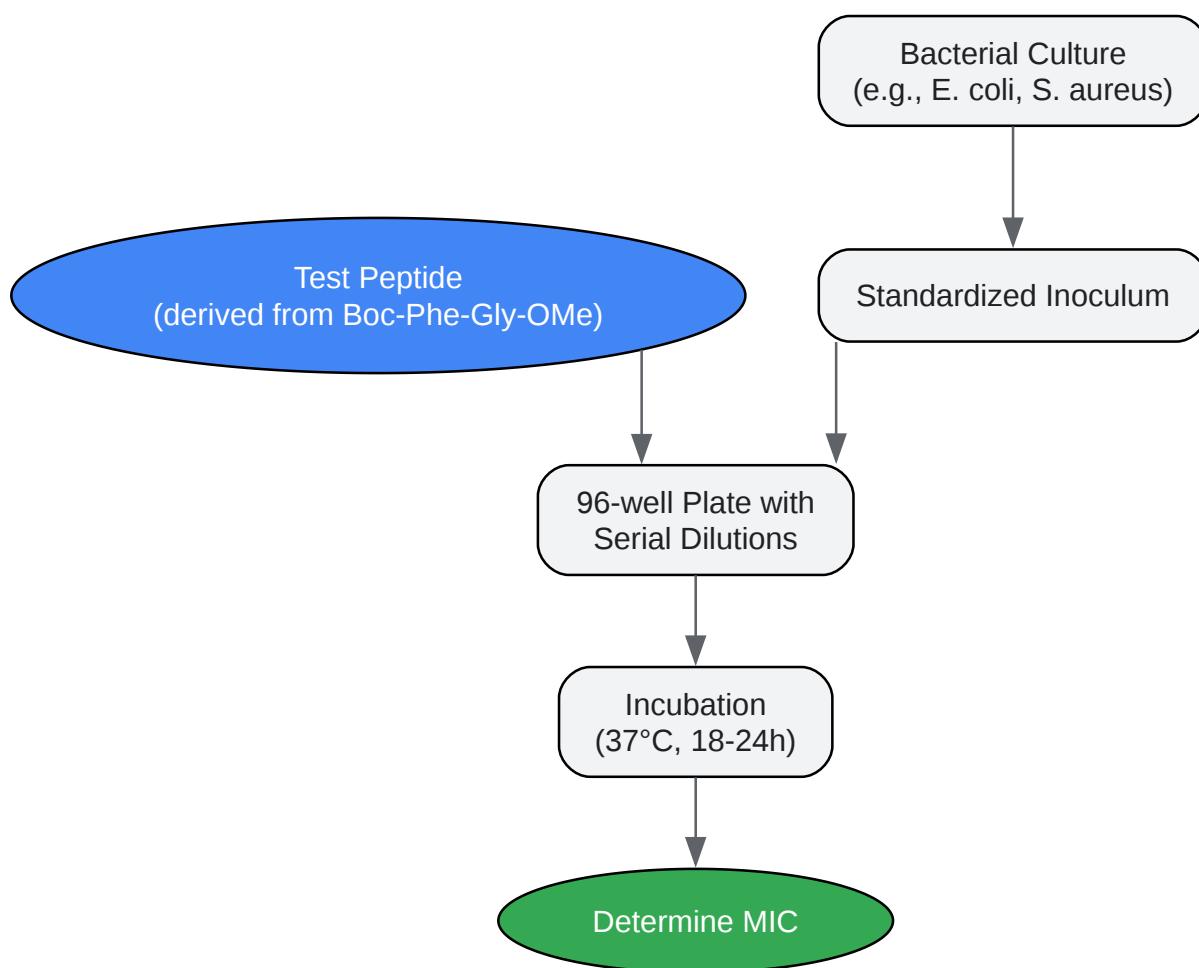 Bacterial Culture
(e.g., E. coli, S. aureus)
Test Peptide
(derived from Boc-Phe-Gly-OMe)
Standardized Inoculum
96-well Plate with
Serial Dilutions
Incubation
(37°C, 18-24h)
Determine MIC